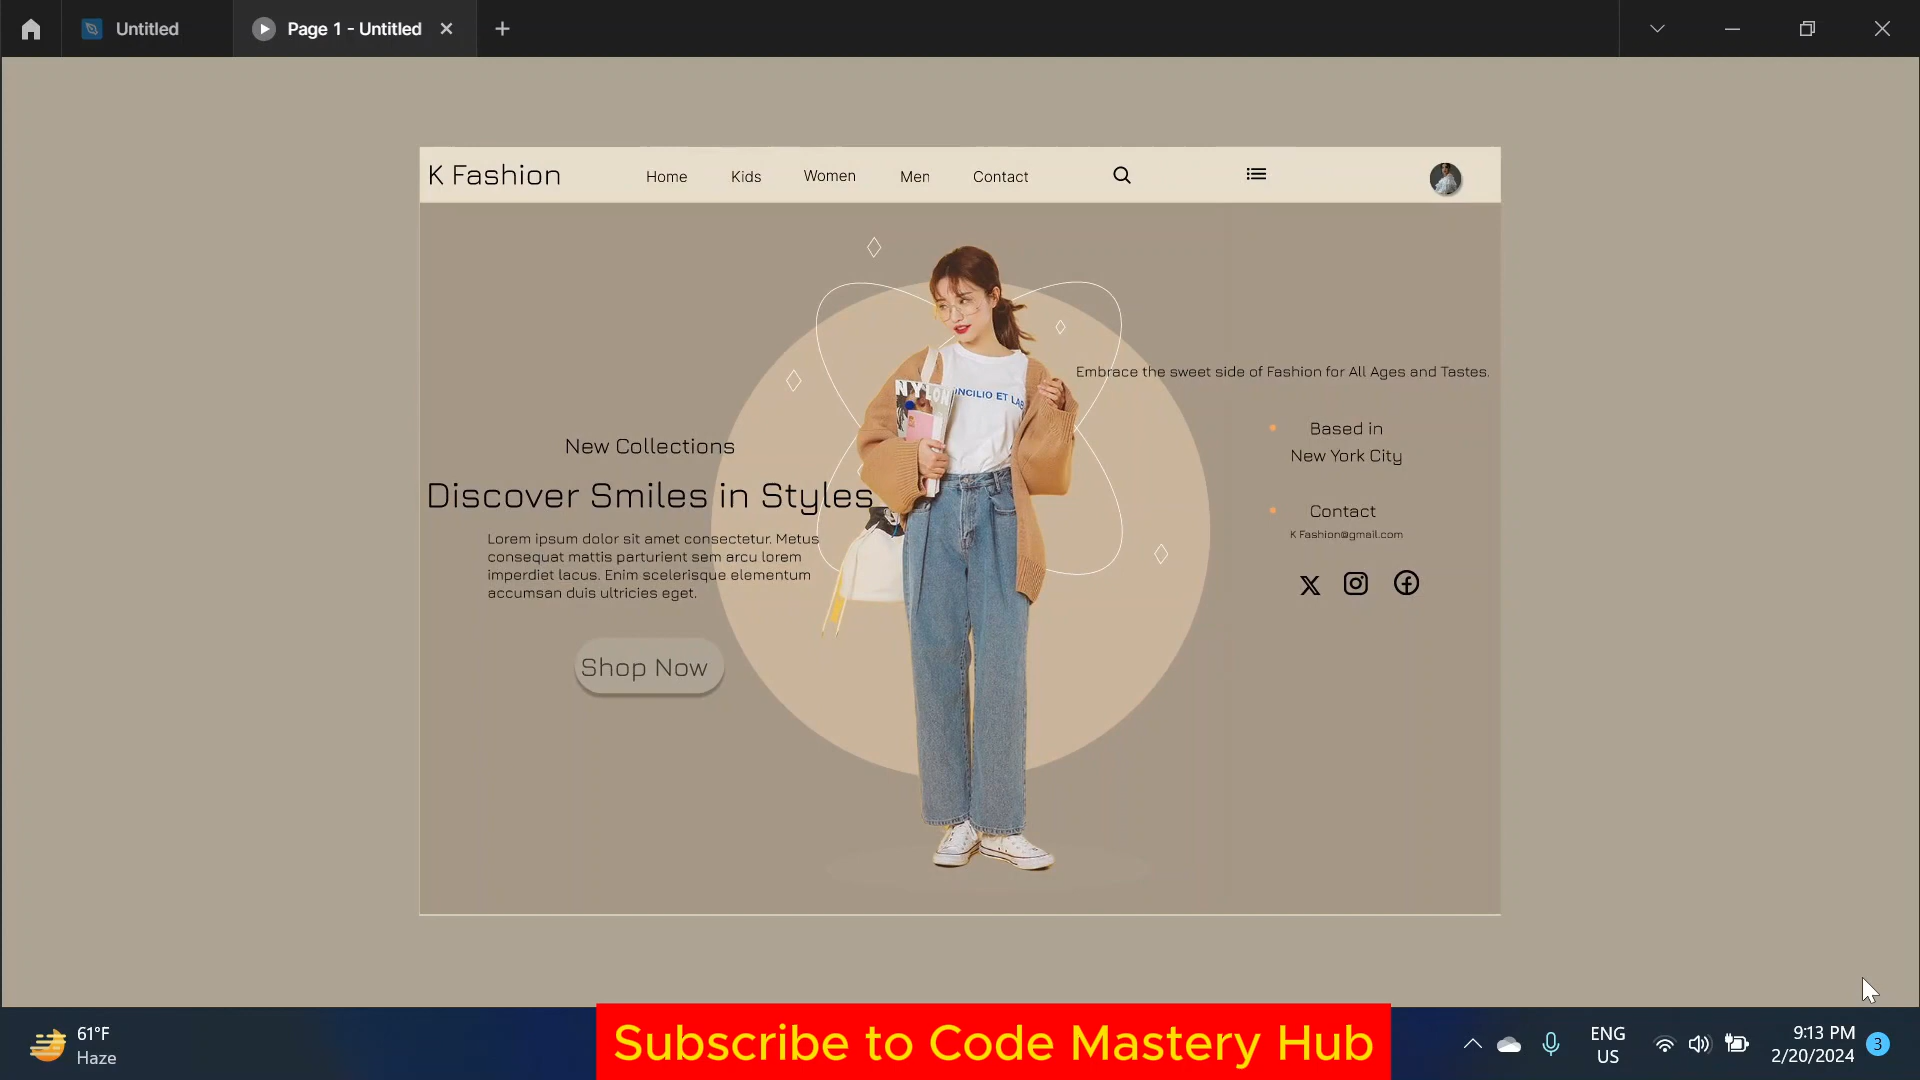 Untitled
Page 1 - Untitled
K Fashion
Home
Kids
Women
Men
Contact
Embrace the sweet side of Fashion for All Ages and Tastes.
NYLON
NCILIO ET LAB
New Collections
Discover Smiles in Styles
Lorem ipsum dolor sit amet consectetur. Metus
consequat mattis parturient sem arcu lorem
imperdiet lacus. Enim scelerisque elementum
accumsan duis ultricies eget.
Shop Now
Based in
New York City
Contact
K Fashion@gmail.com
61°F
Haze
Subscribe to Code Mastery Hub
ENG
US
9:13 PM
2/20/2024
3